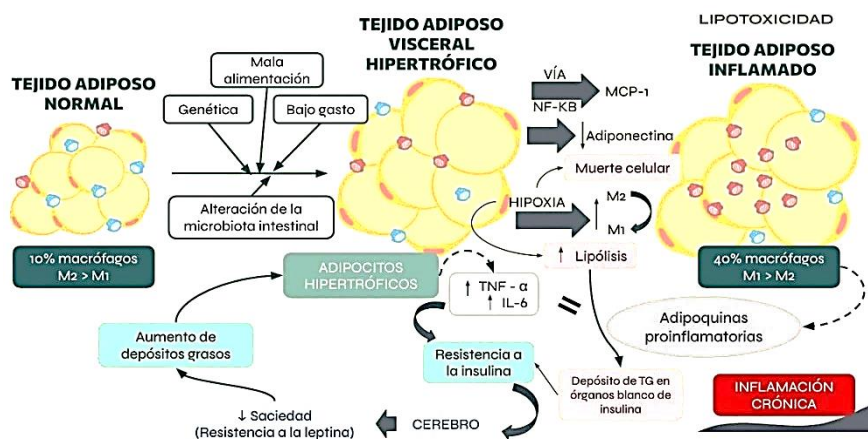 LIPOTOXICIDAD
TEJIDO ADIPOSO
NORMAL
Mala
alimentación
Genética
Bajo gasto
Alteración de la
microbiota intestinal
TEJIDO ADIPOSO
VISCERAL
HIPERTRÓFICO
VÍA
NF-KB
MCP-1
↓ Adiponectina
Muerte celular
HIPOXIA
↑ M2
M1
↑ Lipólisis
TEJIDO ADIPOSO
INFLAMADO
10% macrófagos
M2 > M1
40% macrófagos
M1 > M2
ADIPOCITOS
HIPERTRÓFICOS
↑ TNF - α
↑ IL-6
=
Adipoquinas
proinflamatorias
Aumento de
depósitos grasos
Resistencia a
la insulina
Depósito de TG en
órganos blanco de
insulina
INFLAMACIÓN
CRÓNICA
↓ Saciedad
(Resistencia a la leptina)
CEREBRO